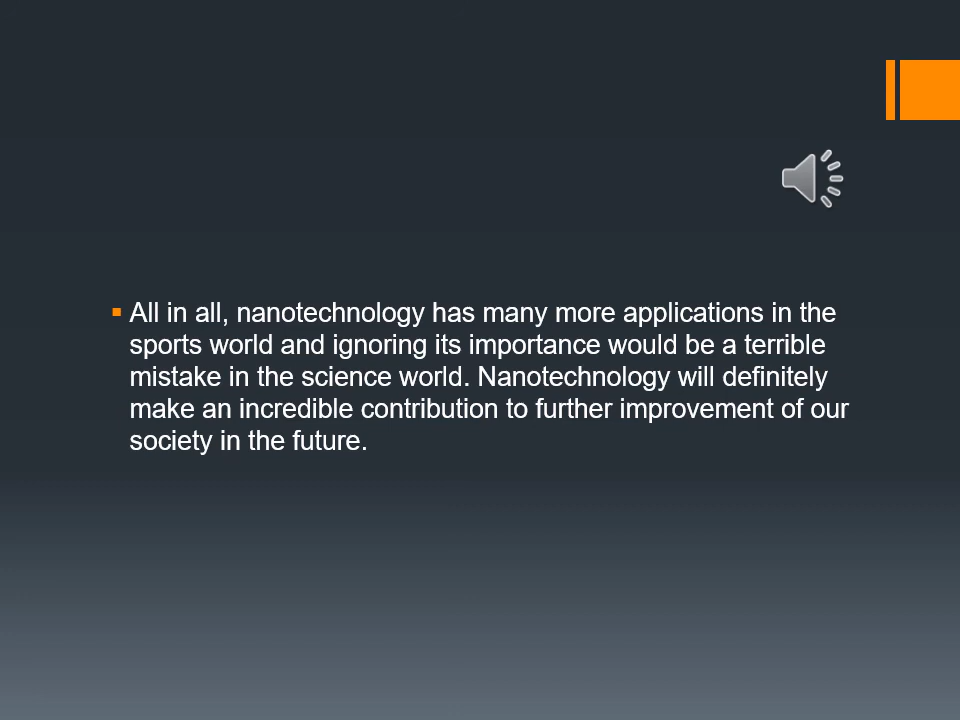 All in all, nanotechnology has many more applications in the
sports world and ignoring its importance would be a terrible
mistake in the science world. Nanotechnology will definitely
make an incredible contribution to further improvement of our
society in the future.